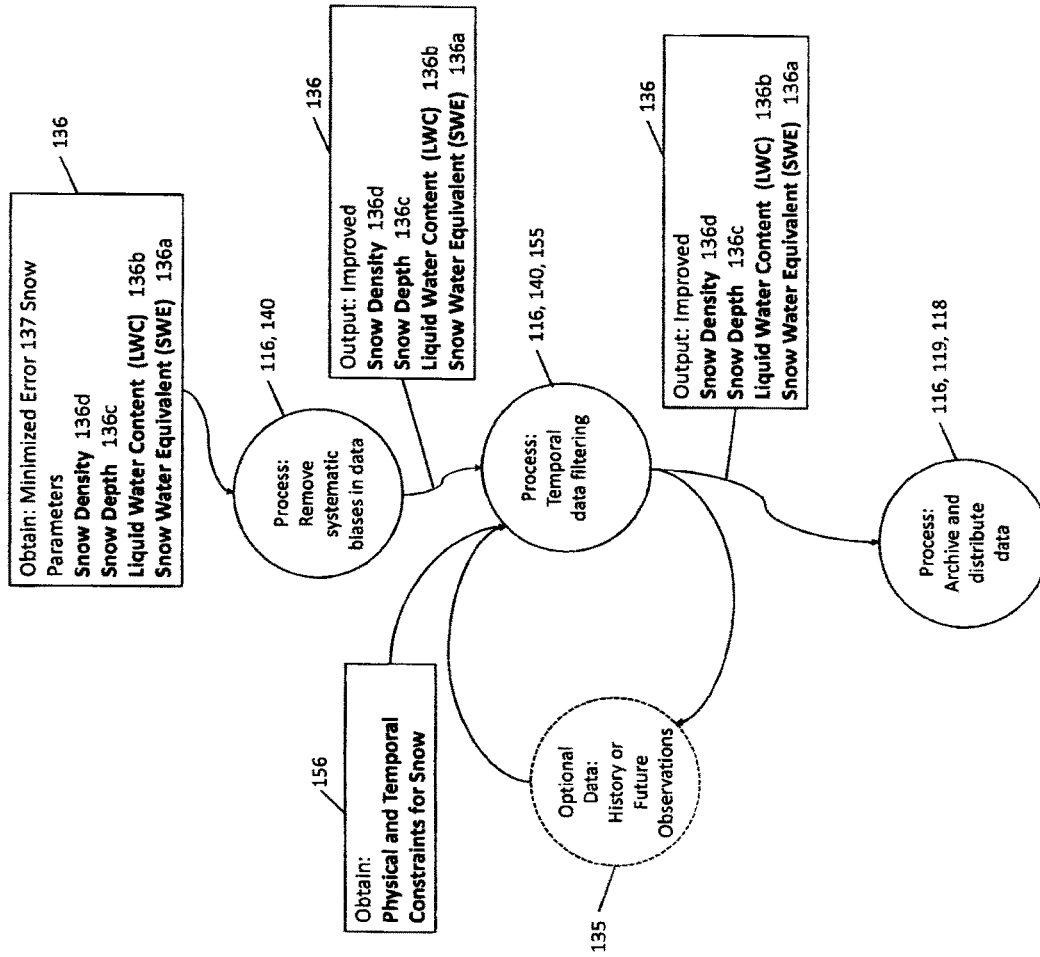 136
Obtain: Minimized Error 137 Snow
Parameters
Snow Density 136d
Snow Depth 136c
Liquid Water Content (LWC) 136b
Snow Water Equivalent (SWE) 136a
116, 140
Process:
Remove
systematic
biases in data
136
Output: Improved
Snow Density 136d
Snow Depth 136c
Liquid Water Content (LWC) 136b
Snow Water Equivalent (SWE) 136a
156
Obtain:
Physical and Temporal
Constraints for Snow
116, 140, 155
Process:
Temporal
data filtering
135
Optional
Data:
History or
Future
Observations
136
Output: Improved
Snow Density 136d
Snow Depth 136c
Liquid Water Content (LWC) 136b
Snow Water Equivalent (SWE) 136a
116, 119, 118
Process:
Archive and
distribute
data